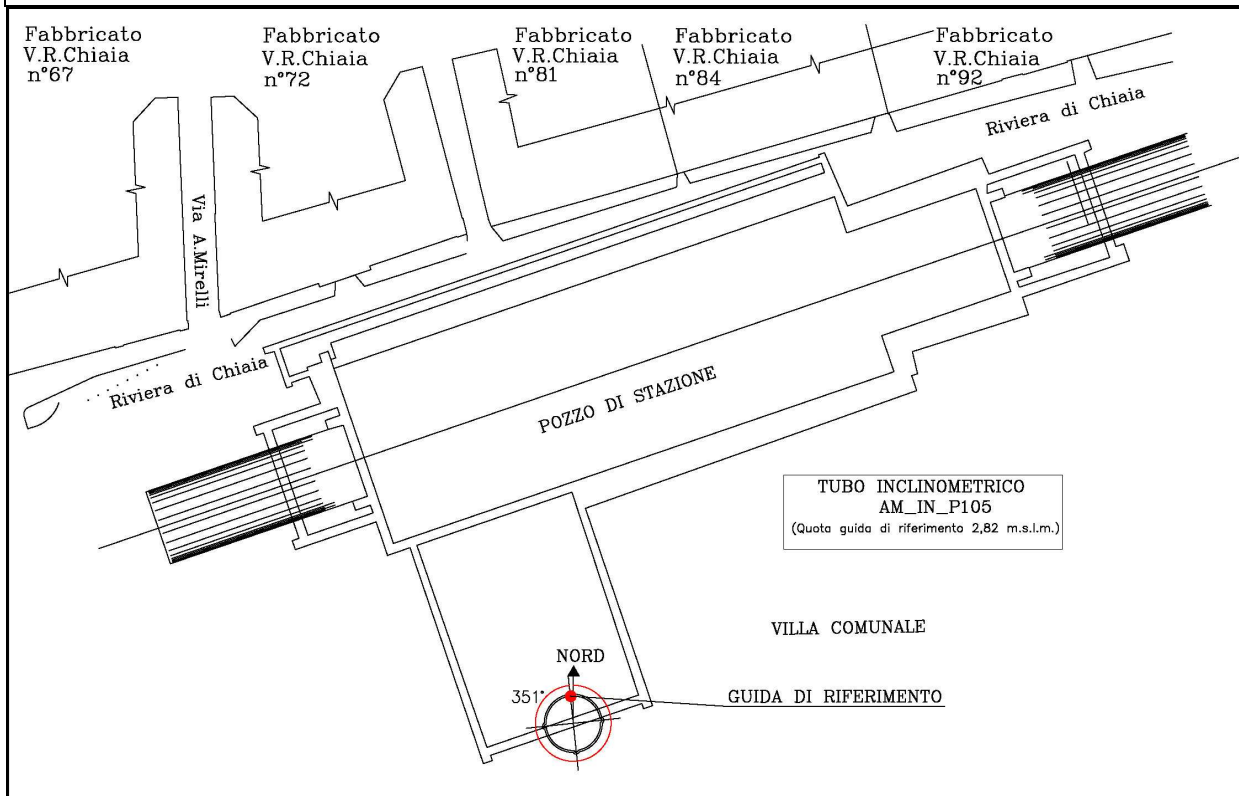 Fabbricato
V.R.Chiaia
n°67
Fabbricato
V.R.Chiaia
n°72
Fabbricato
V.R.Chiaia
n°81
Fabbricato
V.R.Chiaia
n°84
Fabbricato
V.R.Chiaia
n°92
Riviera di Chiaia
Via A.Mirelli
Riviera di Chiaia
POZZO DI STAZIONE
TUBO INCLINOMETRICO
AM_IN_P105
(Quota guida di riferimento 2,82 m.s.l.m.)
VILLA COMUNALE
NORD
351°
GUIDA DI RIFERIMENTO